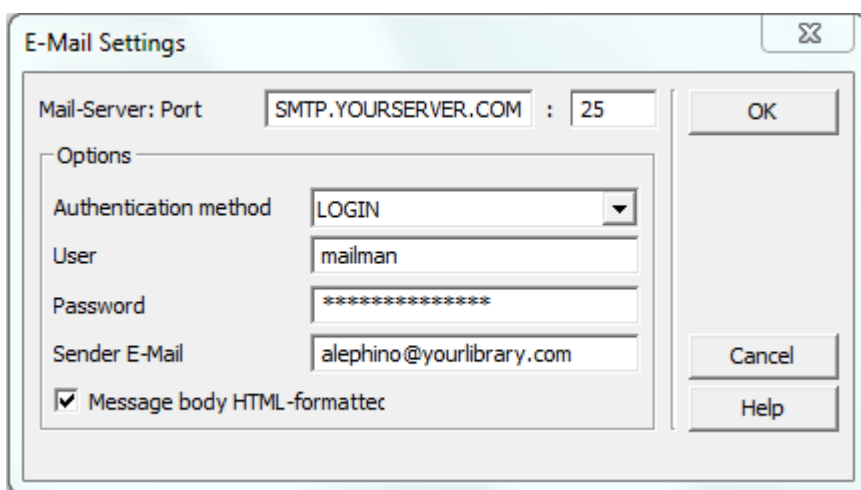 E-Mail Settings
Mail-Server: Port SMTP.YOURSERVER.COM : 25 OK
Options
Authentication method LOGIN
User mailman
Password **************
Sender E-Mail alephino@yourlibrary.com Cancel
Message body HTML-formatted Help